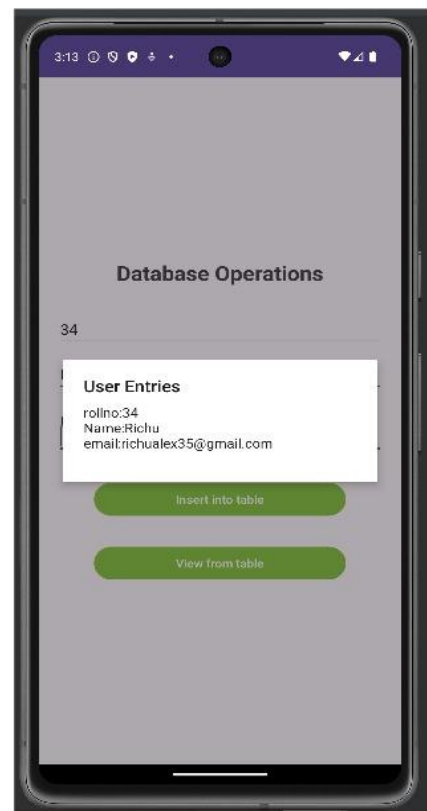 3:13
Database Operations
34
User Entries
rollno:34
Name:Richu
email:richualex35@gmail.com
Insert into table
View from table